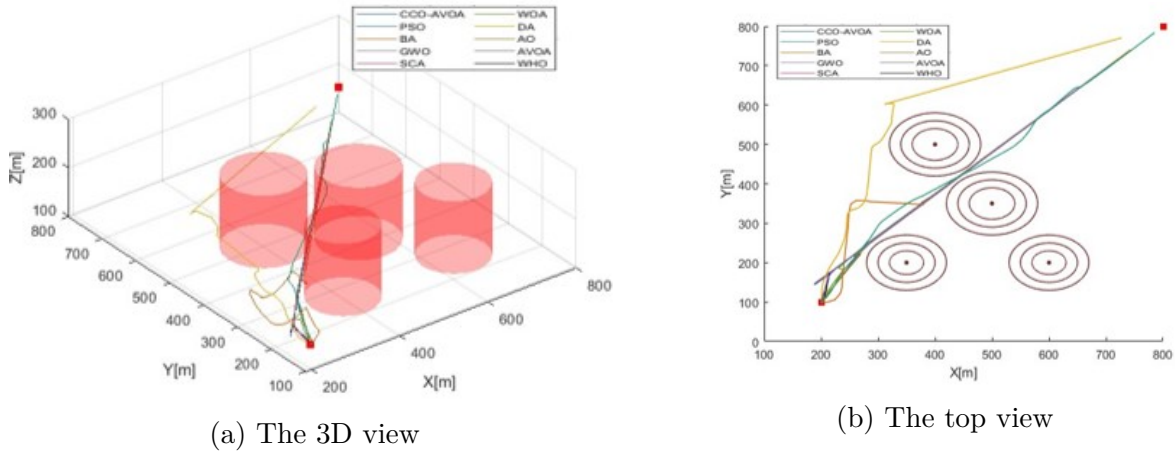 CCO-AVOA WOA
PSO DA
BA AO
GWO AVOA
SCA WHO
300
200
100
Z[m]
800
700
600
500
400
300
200
100
Y[m]
200
400
600
800
X[m]
(a) The 3D view
CCO-AVOA WOA
PSO DA
BA AO
GWO AVOA
SCA WHO
800
700
600
500
400
300
200
100
0
Y[m]
100 200 300 400 500 600 700 800
X[m]
(b) The top view